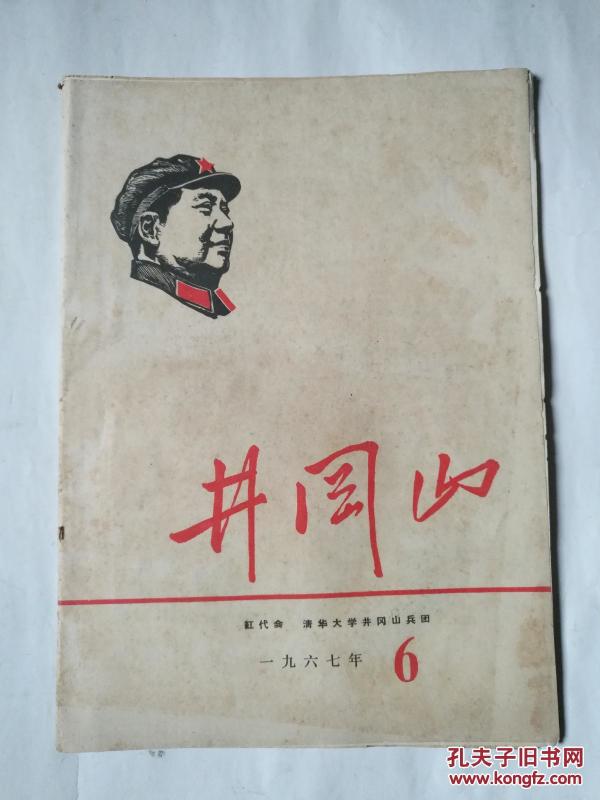 井冈山
红代会 清华大学井冈山兵团
一九六七年 6
孔夫子旧书网
www.kongfz.com